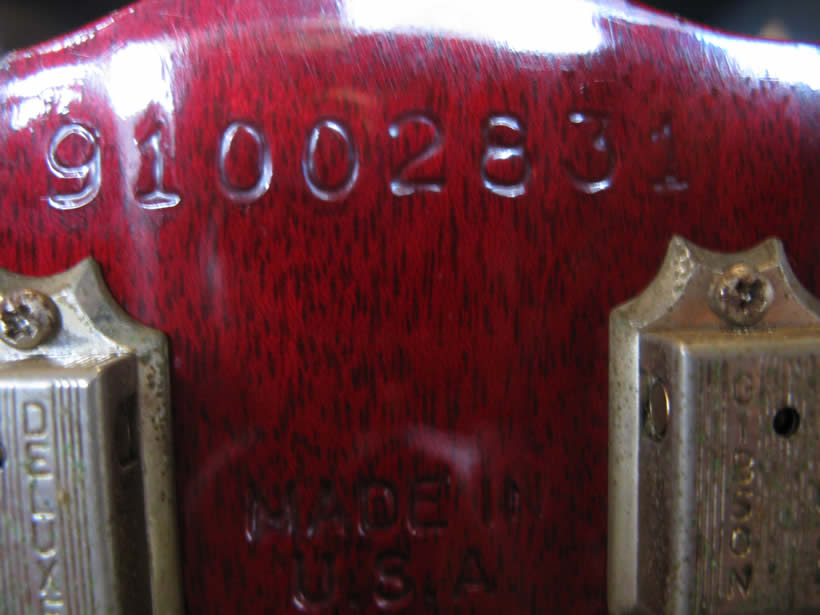 91002831
DELUXE
GIBSON
MADE IN
U.S.A.